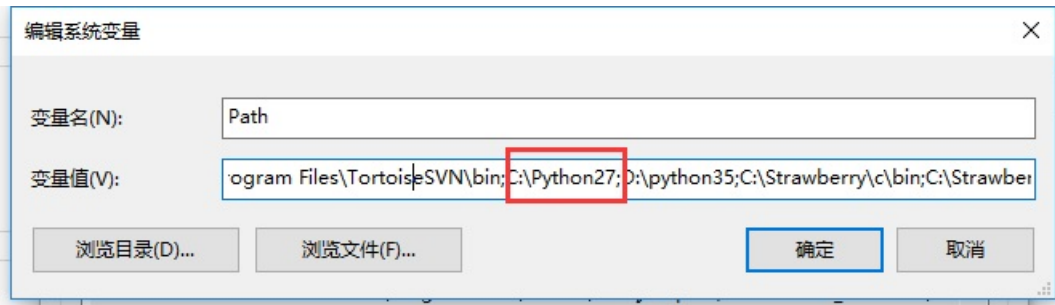 编辑系统变量
变量名(N):
Path
变量值(V):
rogram Files\TortoiseSVN\bin;C:\Python27;D:\python35;C:\Strawberry\c\bin;C:\Strawber
浏览目录(D)...
浏览文件(F)...
确定
取消